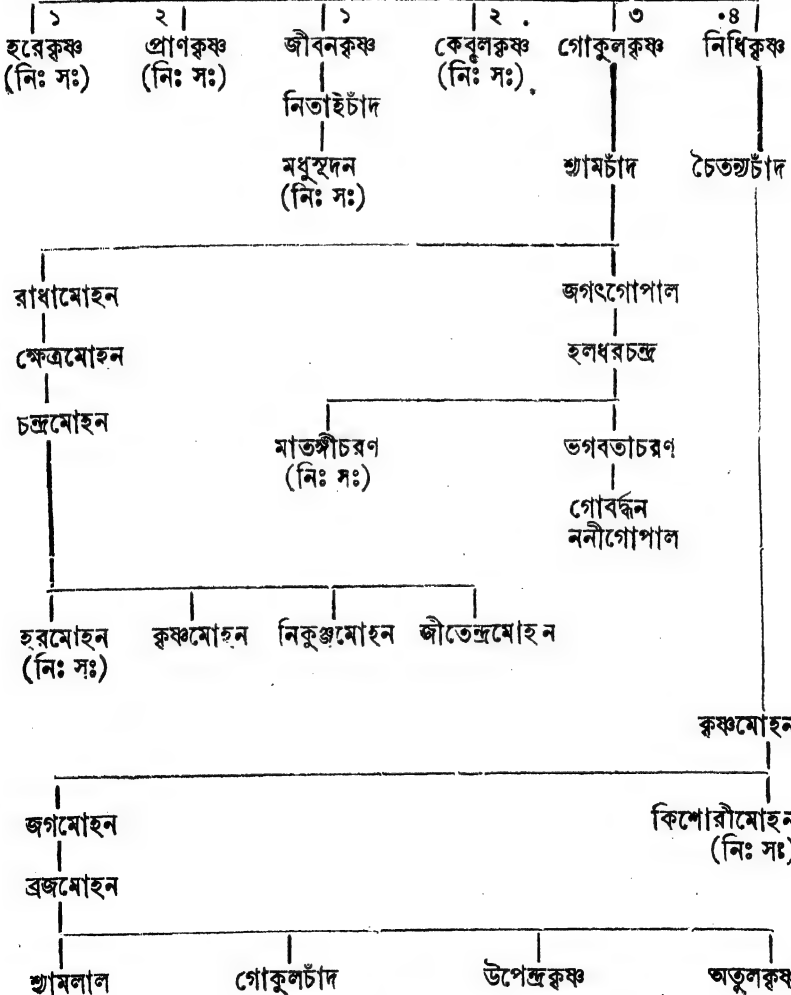 ১ ২ ১ ২ ৩ ৪
হরেকৃষ্ণ প্রাণকৃষ্ণ জীবনকৃষ্ণ কেবুলকৃষ্ণ গোকুলকৃষ্ণ নিধিকৃষ্ণ
(নিঃ সঃ) (নিঃ সঃ) (নিঃ সঃ)
নিতাইচাঁদ
মধুসূদন শ্যামচাঁদ চৈতন্যচাঁদ
(নিঃ সঃ)
রাধামোহন জগৎগোপাল
ক্ষেত্রমোহন হলধরচন্দ্র
চন্দ্রমোহন
মাতঙ্গীচরণ ভগবতাচরণ
(নিঃ সঃ)
গোবর্দ্ধন
ননীগোপাল
হরমোহন কৃষ্ণমোহন নিকুঞ্জমোহন জীতেন্দ্রমোহন
(নিঃ সঃ)
কৃষ্ণমোহন
জগমোহন কিশোরীমোহন
(নিঃ সঃ)
ব্রজমোহন
শ্যামলাল গোকুলচাঁদ উপেন্দ্রকৃষ্ণ অতুলকৃষ্ণ